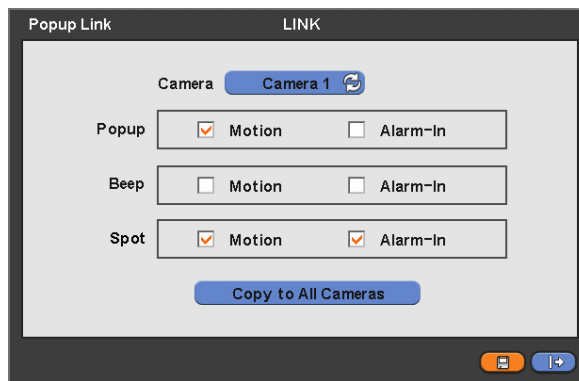 Popup Link LINK
Camera Camera 1
Popup Motion Alarm-In
Beep Motion Alarm-In
Spot Motion Alarm-In
Copy to All Cameras